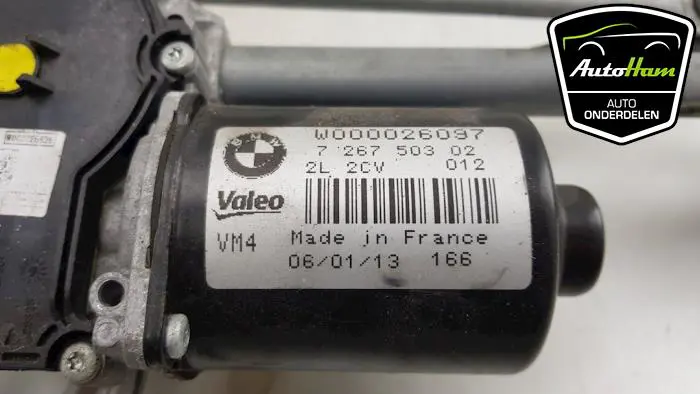 AutoHam
AUTO
ONDERDELEN
BMW
W000026097
7 267 503 02
2L 2CV 012
Valeo
VM4 Made in France
06/01/13 166